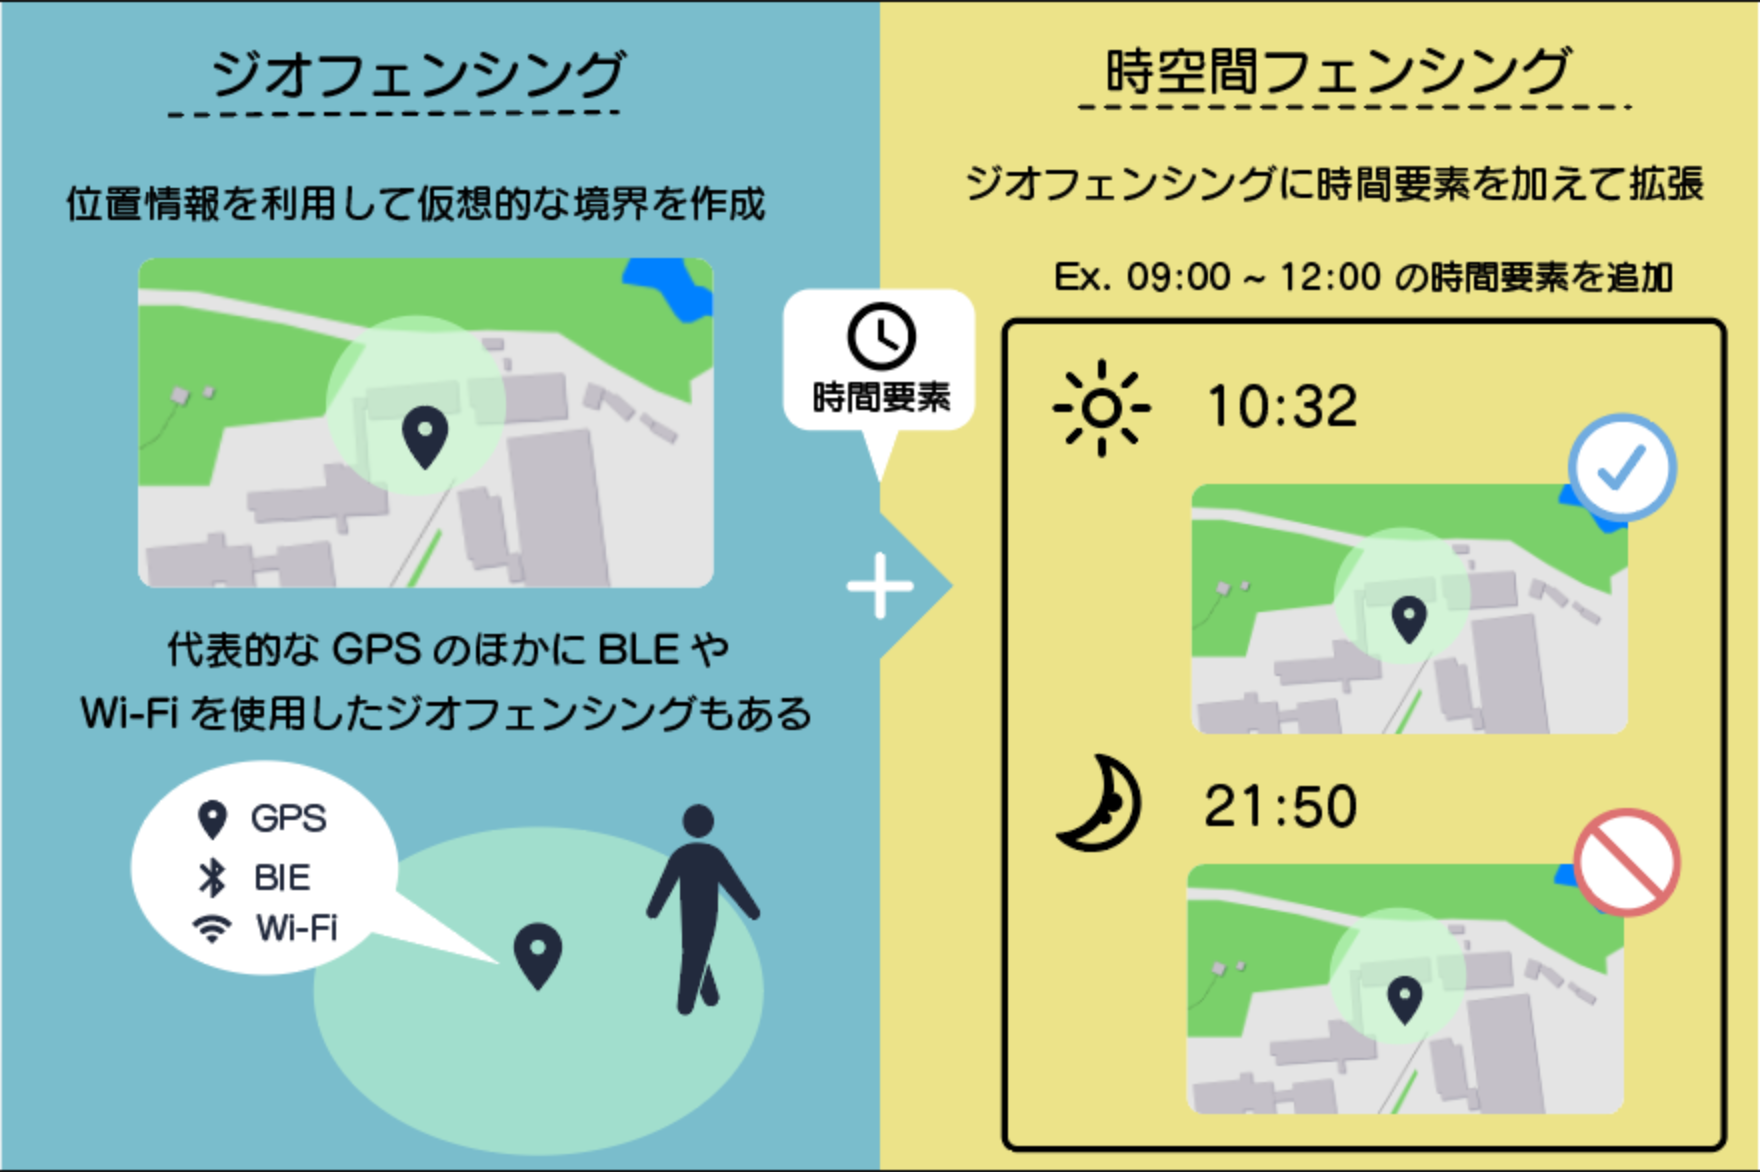 ジオフェンシング
位置情報を利用して仮想的な境界を作成
代表的な GPS のほかに BLE や
Wi-Fi を使用したジオフェンシングもある
GPS
BIE
Wi-Fi
時間要素
時空間フェンシング
ジオフェンシングに時間要素を加えて拡張
Ex. 09:00 ~ 12:00 の時間要素を追加
10:32
21:50